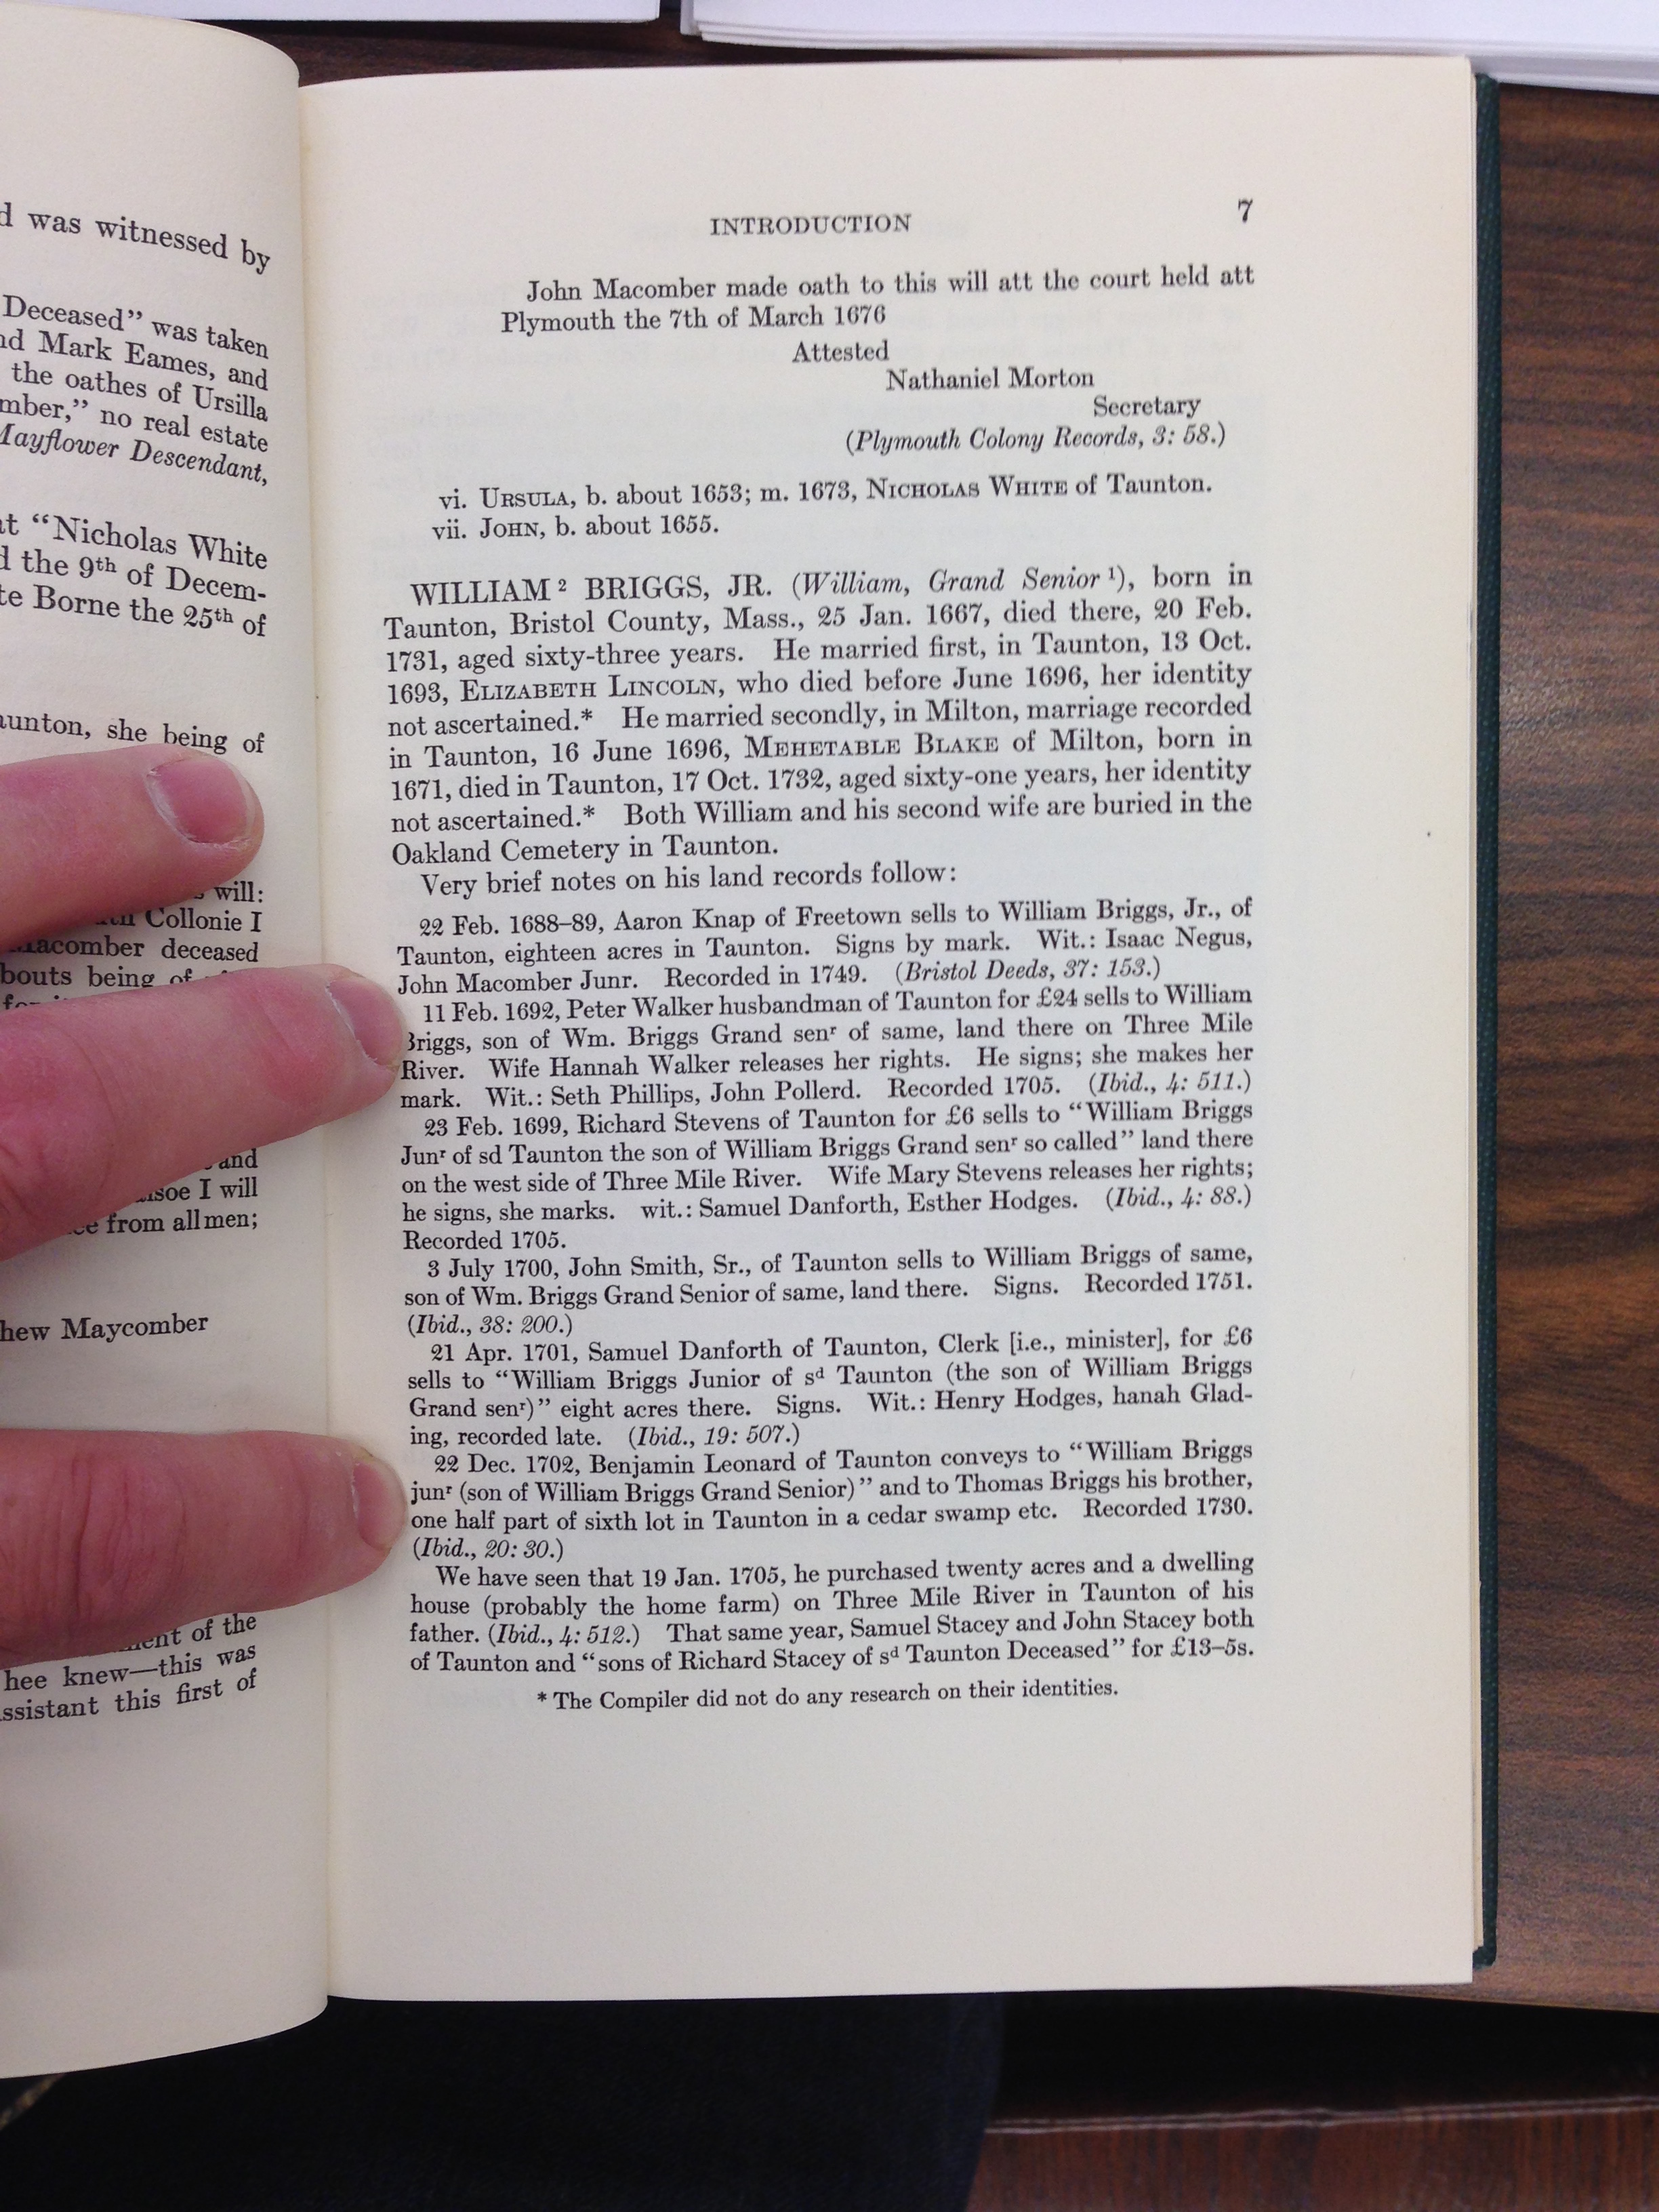 d was witnessed by
Deceased" was taken
nd Mark Eames, and
the oathes of Ursilla
mber," no real estate
Mayflower Descendant,
at "Nicholas White
d the 9th of Decem-
te Borne the 25th of
aunton, she being of
will:
Collonie I
Macomber deceased
bouts being of
and
alsoe I will
from all men;
hew Maycomber
of the
hee knew—this was
ssistant this first of
INTRODUCTION 7
John Macomber made oath to this will att the court held att
Plymouth the 7th of March 1676
Attested
Nathaniel Morton
Secretary
(Plymouth Colony Records, 3: 58.)
vi. URSULA, b. about 1653; m. 1673, NICHOLAS WHITE of Taunton.
vii. JOHN, b. about 1655.
WILLIAM² BRIGGS, JR. (William, Grand Senior¹), born in
Taunton, Bristol County, Mass., 25 Jan. 1667, died there, 20 Feb.
1731, aged sixty-three years. He married first, in Taunton, 13 Oct.
1693, ELIZABETH LINCOLN, who died before June 1696, her identity
not ascertained.* He married secondly, in Milton, marriage recorded
in Taunton, 16 June 1696, MEHETABLE BLAKE of Milton, born in
1671, died in Taunton, 17 Oct. 1732, aged sixty-one years, her identity
not ascertained.* Both William and his second wife are buried in the
Oakland Cemetery in Taunton.
Very brief notes on his land records follow:
22 Feb. 1688–89, Aaron Knap of Freetown sells to William Briggs, Jr., of
Taunton, eighteen acres in Taunton. Signs by mark. Wit.: Isaac Negus,
John Macomber Junr. Recorded in 1749. (Bristol Deeds, 37: 153.)
11 Feb. 1692, Peter Walker husbandman of Taunton for £24 sells to William
Briggs, son of Wm. Briggs Grand senʳ of same, land there on Three Mile
River. Wife Hannah Walker releases her rights. He signs; she makes her
mark. Wit.: Seth Phillips, John Pollerd. Recorded 1705. (Ibid., 4: 511.)
23 Feb. 1699, Richard Stevens of Taunton for £6 sells to "William Briggs
Junʳ of sd Taunton the son of William Briggs Grand senʳ so called" land there
on the west side of Three Mile River. Wife Mary Stevens releases her rights;
he signs, she marks. wit.: Samuel Danforth, Esther Hodges. (Ibid., 4: 88.)
Recorded 1705.
3 July 1700, John Smith, Sr., of Taunton sells to William Briggs of same,
son of Wm. Briggs Grand Senior of same, land there. Signs. Recorded 1751.
(Ibid., 38: 200.)
21 Apr. 1701, Samuel Danforth of Taunton, Clerk [i.e., minister], for £6
sells to "William Briggs Junior of sᵈ Taunton (the son of William Briggs
Grand senʳ)" eight acres there. Signs. Wit.: Henry Hodges, hanah Glad-
ing, recorded late. (Ibid., 19: 507.)
22 Dec. 1702, Benjamin Leonard of Taunton conveys to "William Briggs
junʳ (son of William Briggs Grand Senior)" and to Thomas Briggs his brother,
one half part of sixth lot in Taunton in a cedar swamp etc. Recorded 1730.
(Ibid., 20: 30.)
We have seen that 19 Jan. 1705, he purchased twenty acres and a dwelling
house (probably the home farm) on Three Mile River in Taunton of his
father. (Ibid., 4: 512.) That same year, Samuel Stacey and John Stacey both
of Taunton and "sons of Richard Stacey of sᵈ Taunton Deceased" for £13–5s.
* The Compiler did not do any research on their identities.